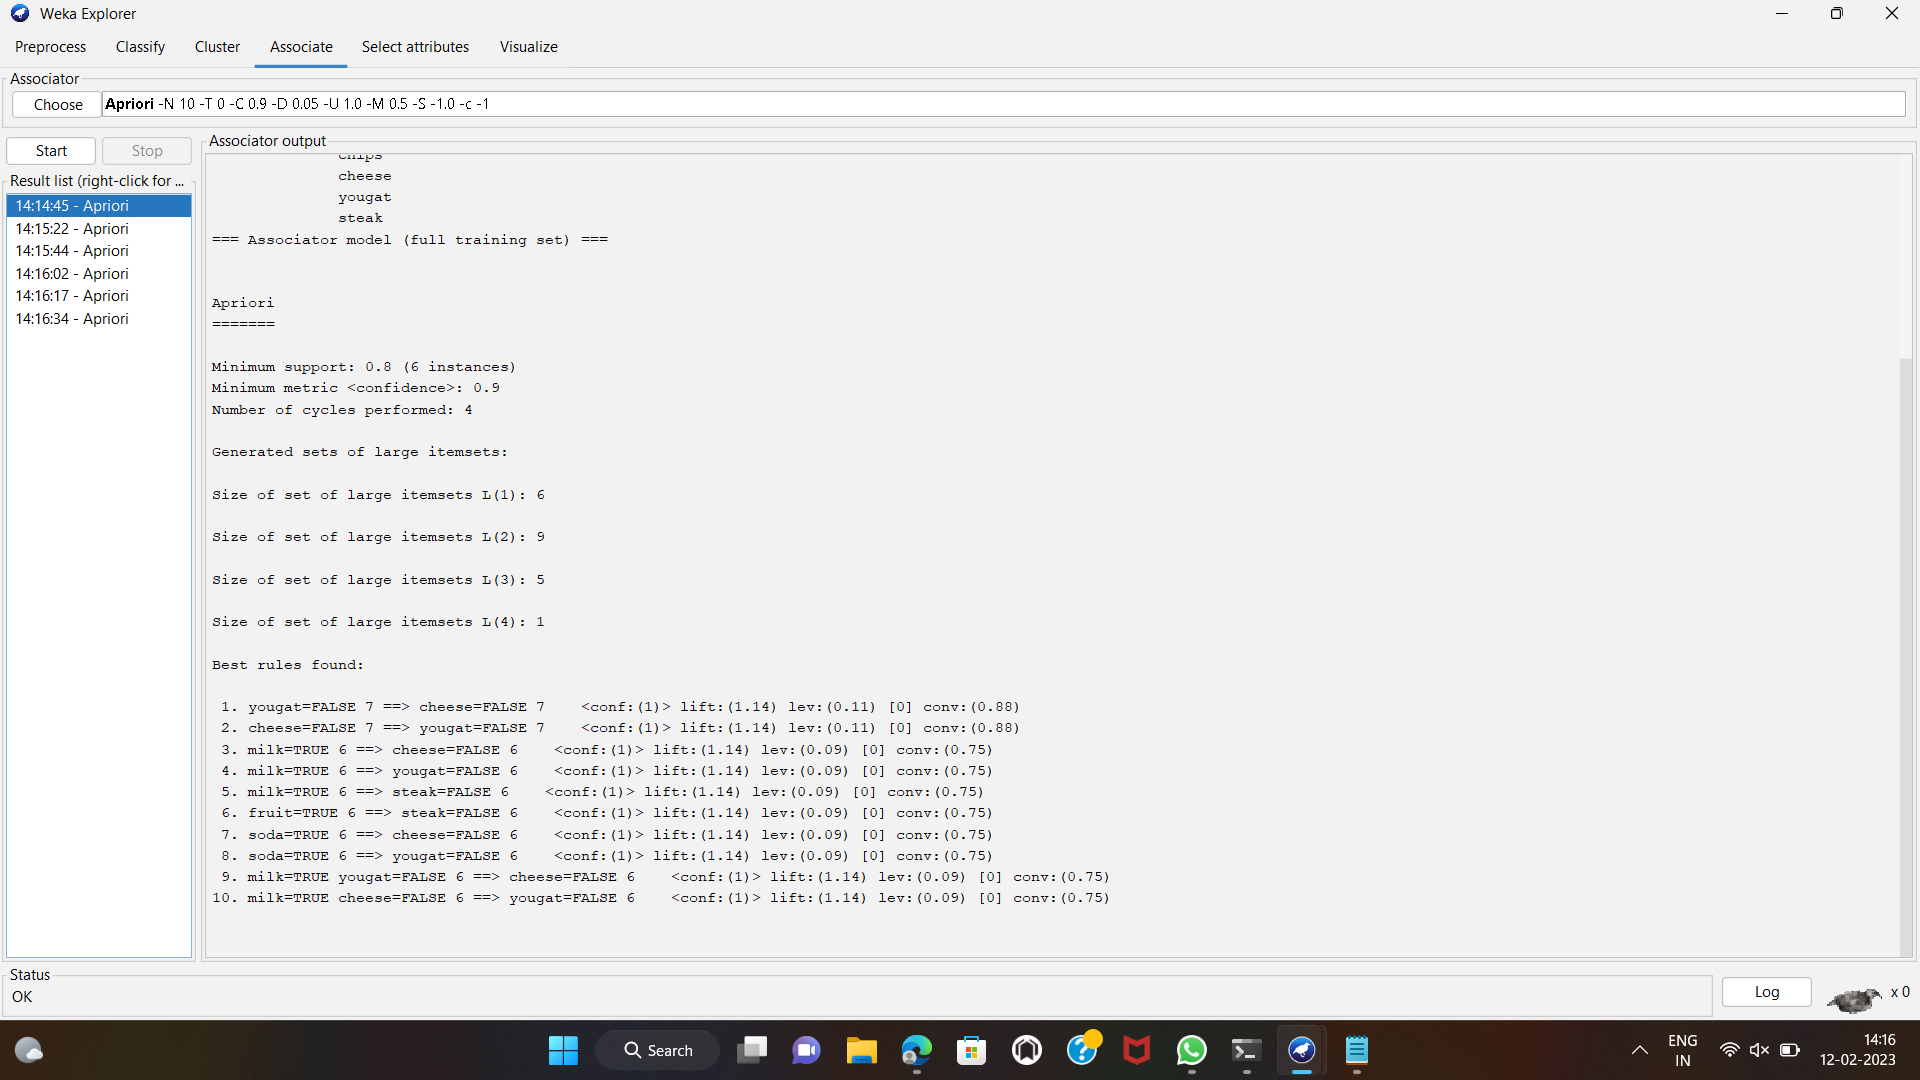 Weka Explorer
Preprocess Classify Cluster Associate Select attributes Visualize
Associator
Choose Apriori -N 10 -T 0 -C 0.9 -D 0.05 -U 1.0 -M 0.5 -S -1.0 -c -1
Start Stop
Result list (right-click for ...
14:14:45 - Apriori
14:15:22 - Apriori
14:15:44 - Apriori
14:16:02 - Apriori
14:16:17 - Apriori
14:16:34 - Apriori
Associator output
chips
cheese
yougat
steak
=== Associator model (full training set) ===
Apriori
=======
Minimum support: 0.8 (6 instances)
Minimum metric <confidence>: 0.9
Number of cycles performed: 4
Generated sets of large itemsets:
Size of set of large itemsets L(1): 6
Size of set of large itemsets L(2): 9
Size of set of large itemsets L(3): 5
Size of set of large itemsets L(4): 1
Best rules found:
1. yougat=FALSE 7 ==> cheese=FALSE 7 <conf:(1)> lift:(1.14) lev:(0.11) [0] conv:(0.88)
2. cheese=FALSE 7 ==> yougat=FALSE 7 <conf:(1)> lift:(1.14) lev:(0.11) [0] conv:(0.88)
3. milk=TRUE 6 ==> cheese=FALSE 6 <conf:(1)> lift:(1.14) lev:(0.09) [0] conv:(0.75)
4. milk=TRUE 6 ==> yougat=FALSE 6 <conf:(1)> lift:(1.14) lev:(0.09) [0] conv:(0.75)
5. milk=TRUE 6 ==> steak=FALSE 6 <conf:(1)> lift:(1.14) lev:(0.09) [0] conv:(0.75)
6. fruit=TRUE 6 ==> steak=FALSE 6 <conf:(1)> lift:(1.14) lev:(0.09) [0] conv:(0.75)
7. soda=TRUE 6 ==> cheese=FALSE 6 <conf:(1)> lift:(1.14) lev:(0.09) [0] conv:(0.75)
8. soda=TRUE 6 ==> yougat=FALSE 6 <conf:(1)> lift:(1.14) lev:(0.09) [0] conv:(0.75)
9. milk=TRUE yougat=FALSE 6 ==> cheese=FALSE 6 <conf:(1)> lift:(1.14) lev:(0.09) [0] conv:(0.75)
10. milk=TRUE cheese=FALSE 6 ==> yougat=FALSE 6 <conf:(1)> lift:(1.14) lev:(0.09) [0] conv:(0.75)
Status
OK
Log
x 0
Search
ENG
IN
14:16
12-02-2023